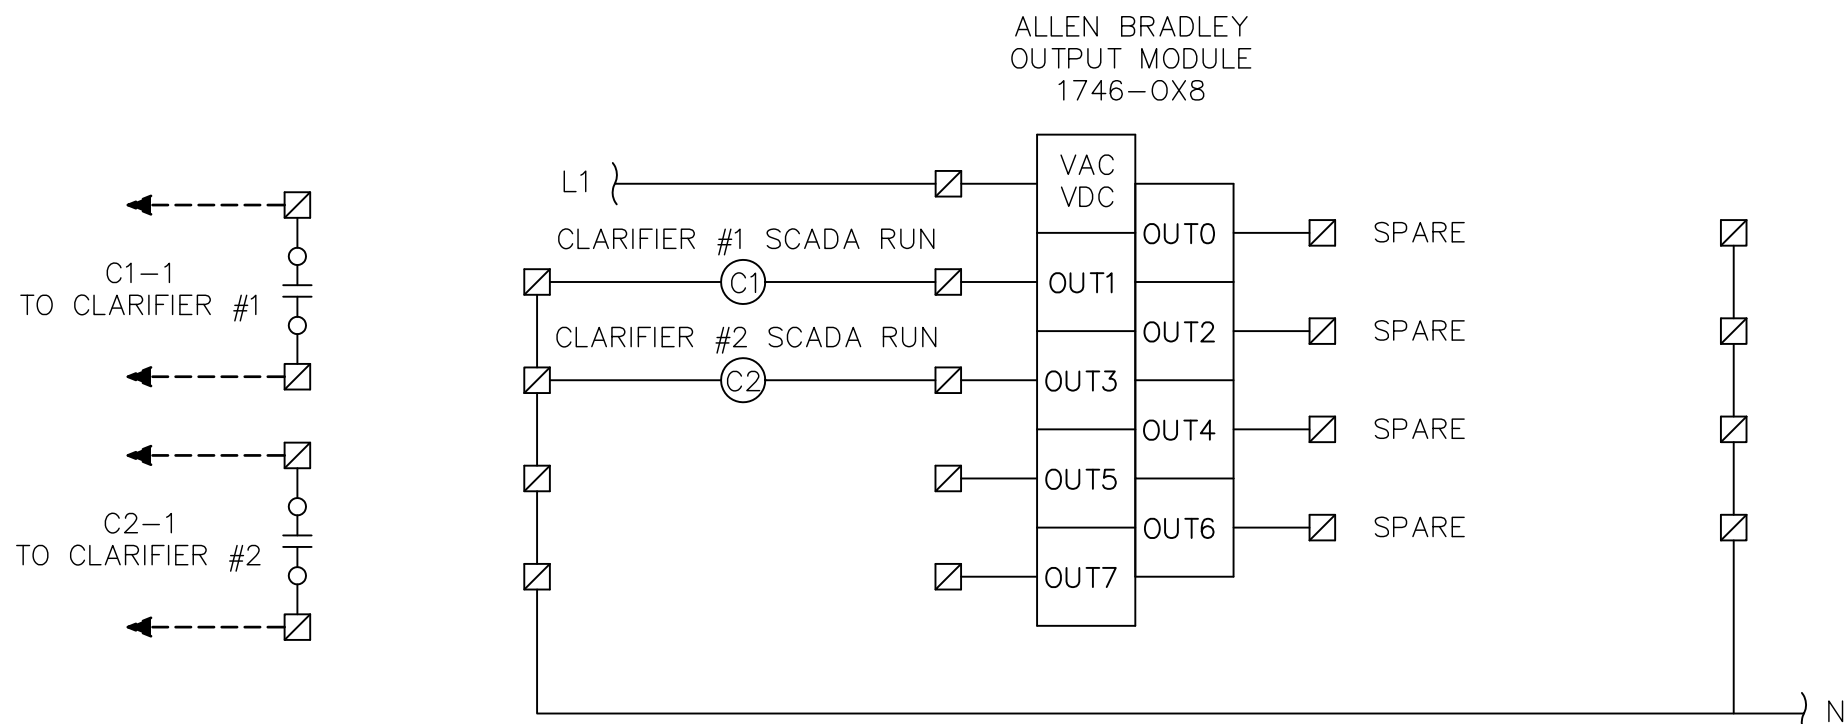 ALLEN BRADLEY
OUTPUT MODULE
1746-OX8
L1
VAC
VDC
CLARIFIER #1 SCADA RUN
OUT0
SPARE
C1-1
TO CLARIFIER #1
C1
OUT1
CLARIFIER #2 SCADA RUN
OUT2
SPARE
C2
OUT3
OUT4
SPARE
OUT5
C2-1
TO CLARIFIER #2
OUT6
SPARE
OUT7
N